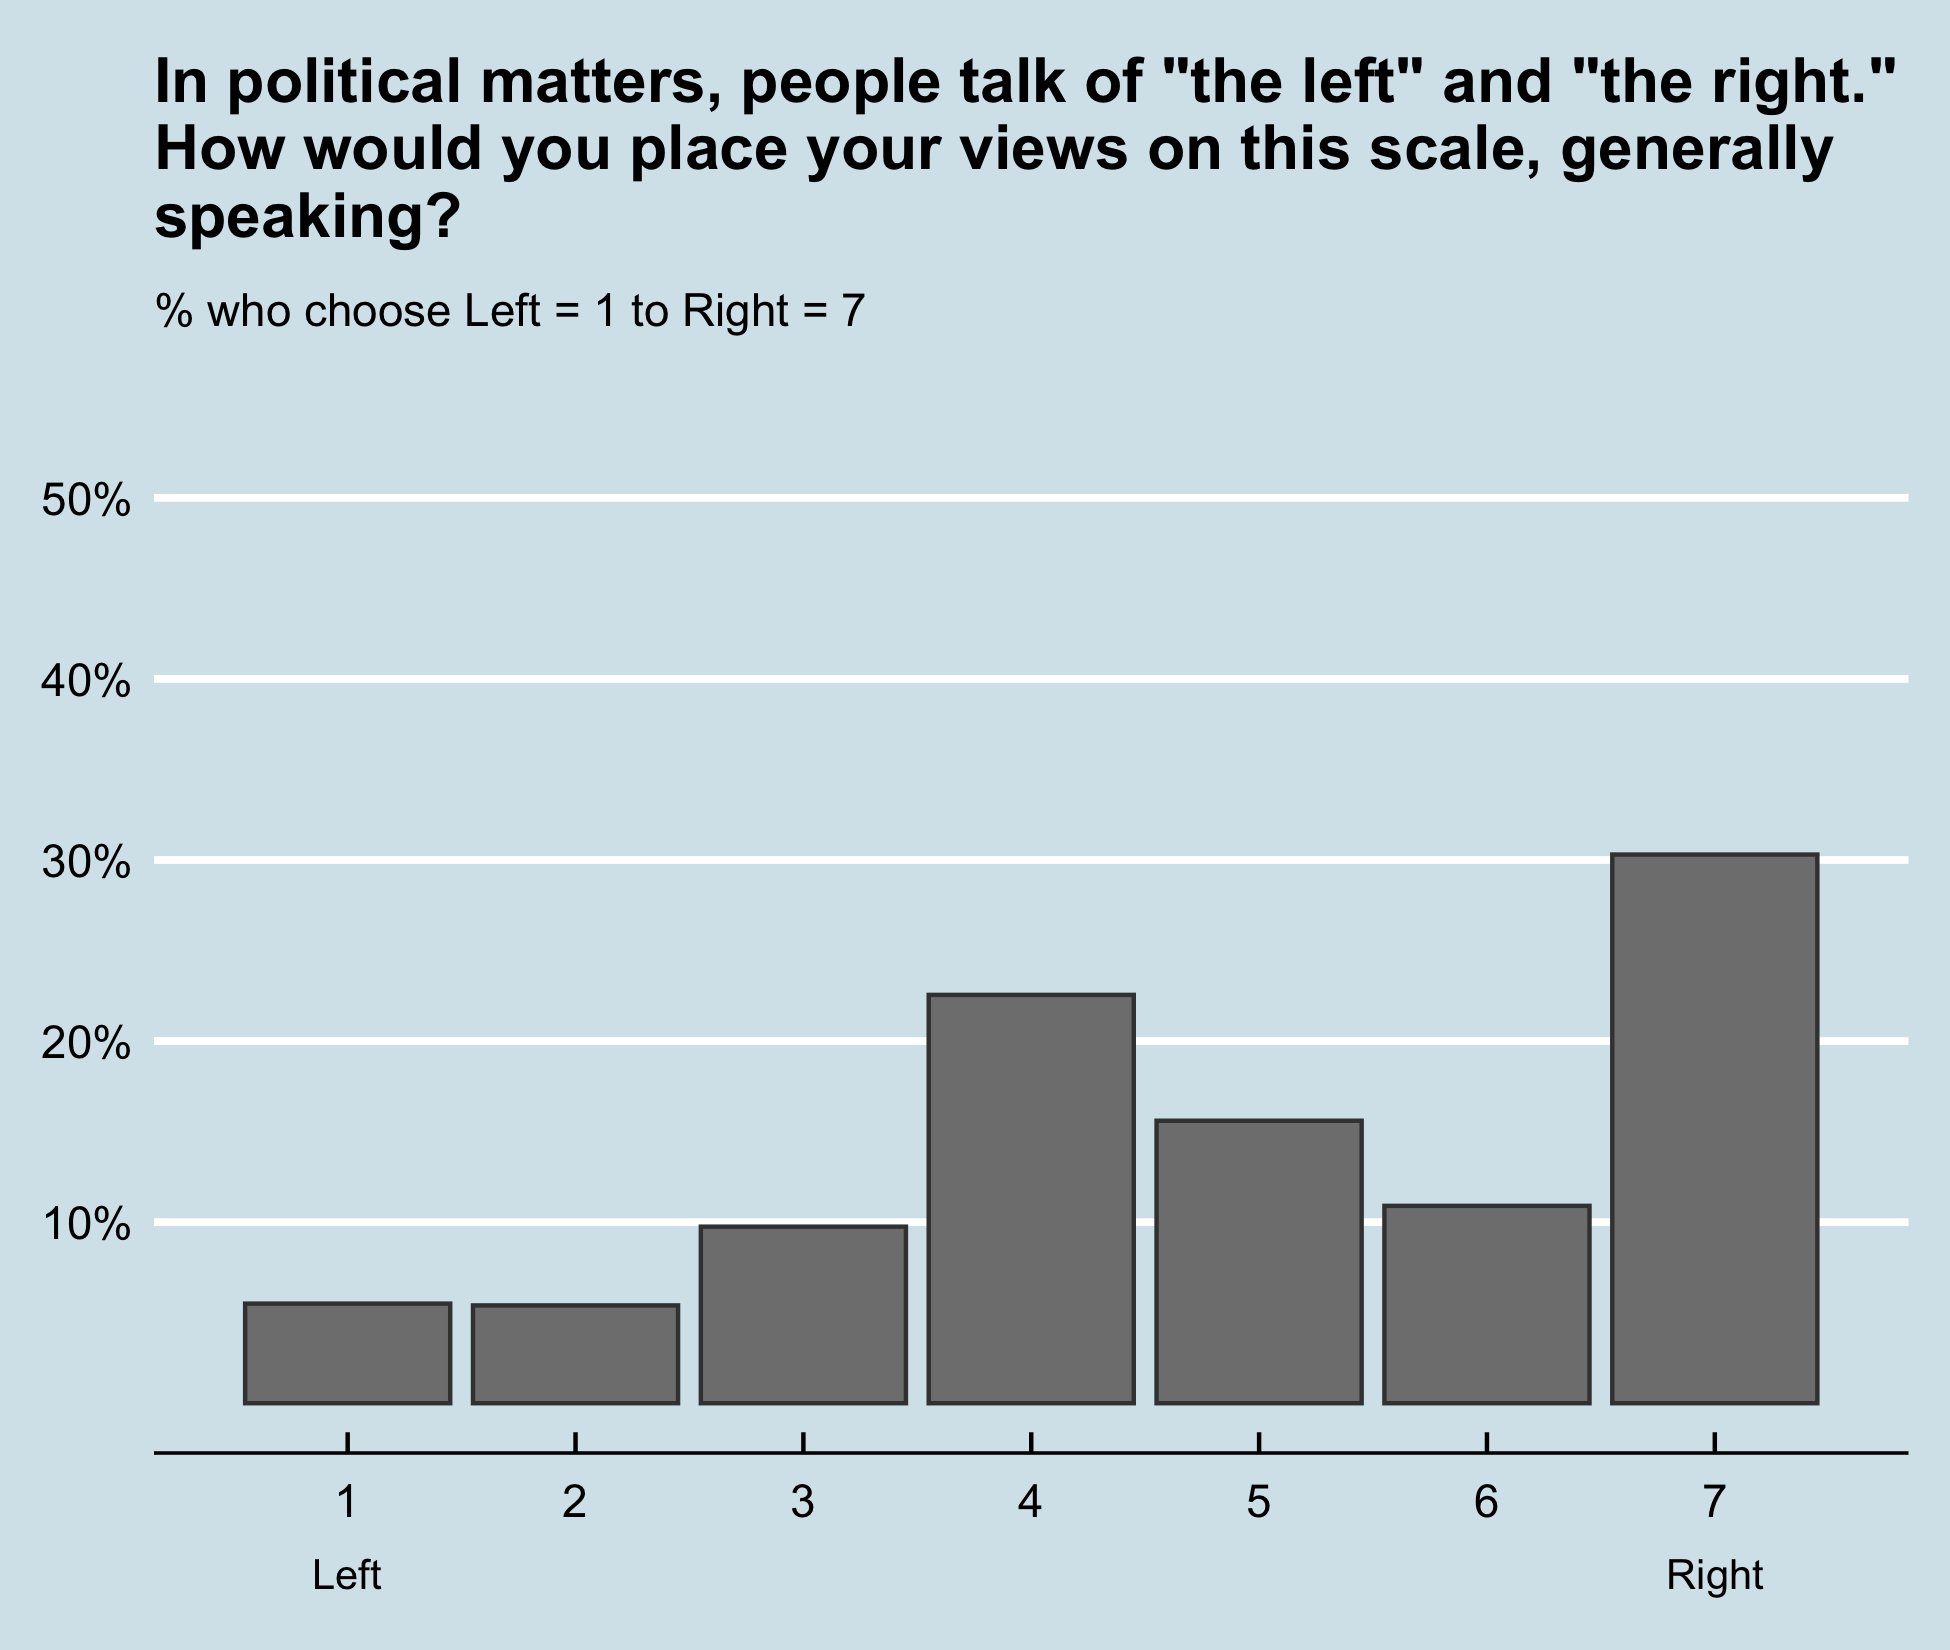 In political matters, people talk of "the left" and "the right."
How would you place your views on this scale, generally
speaking?
% who choose Left = 1 to Right = 7
50%
40%
30%
20%
10%
1 2 3 4 5 6 7
Left Right